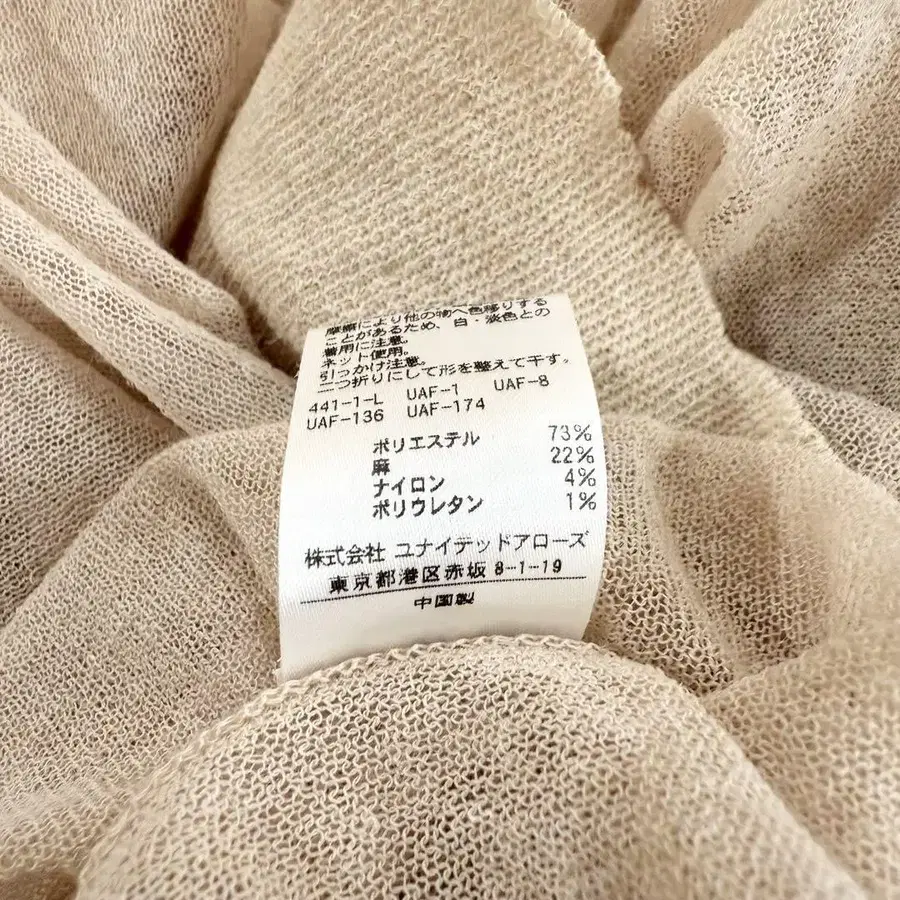 摩擦により他の物へ色移りする
ことがあるため、白・淡色との
着用に注意。
ネット使用。
引っかけ注意。
二つ折りにして形を整えて干す。
441-1-L UAF-1 UAF-8
UAF-136 UAF-174
ポリエステル 73%
麻 22%
ナイロン 4%
ポリウレタン 1%
株式会社 ユナイテッドアローズ
東京都港区赤坂 8-1-19
中国製